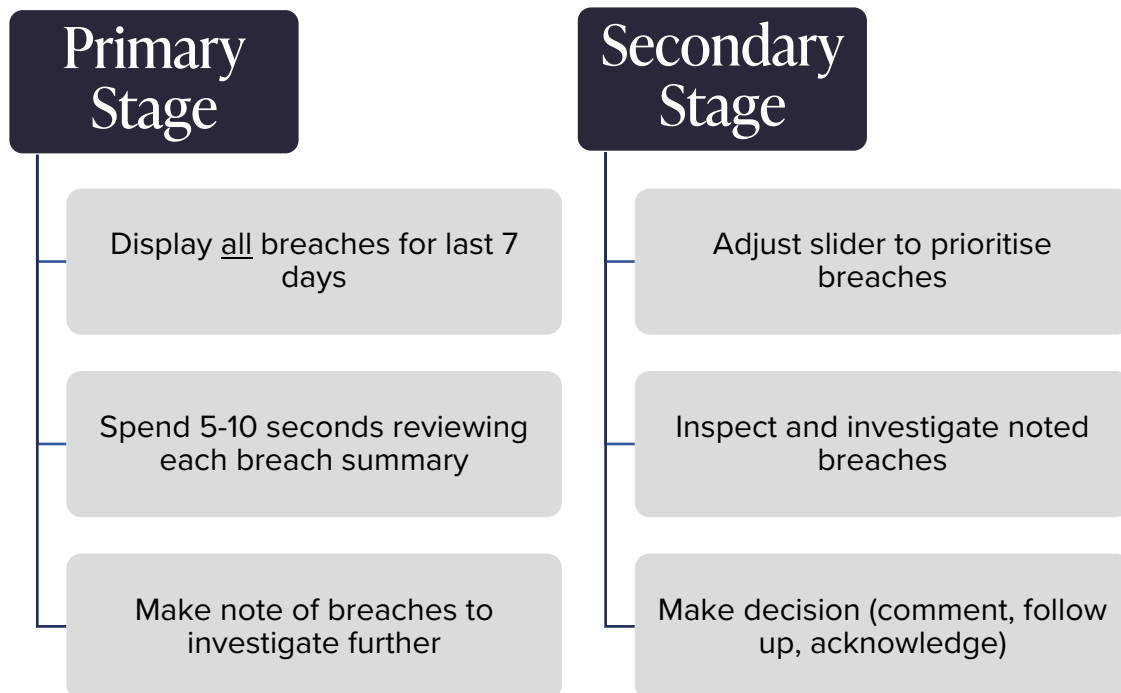 Primary
Stage
Display all breaches for last 7
days
Spend 5-10 seconds reviewing
each breach summary
Make note of breaches to
investigate further
Secondary
Stage
Adjust slider to prioritise
breaches
Inspect and investigate noted
breaches
Make decision (comment, follow
up, acknowledge)